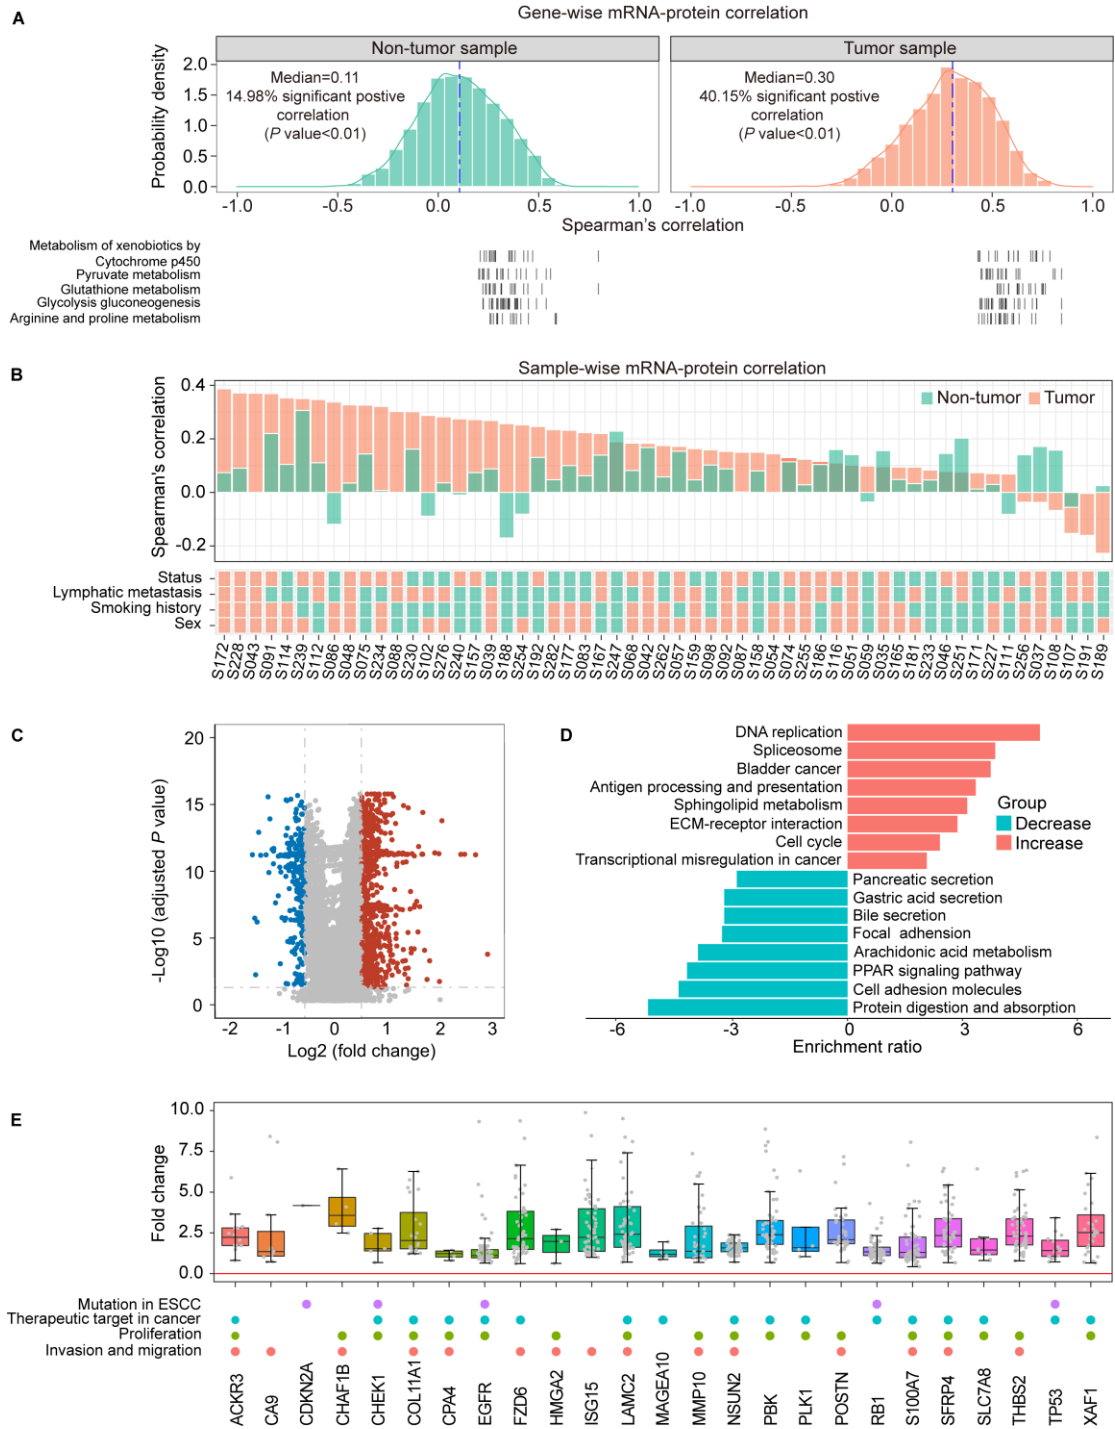 A
Gene-wise mRNA-protein correlation
Non-tumor sample
Tumor sample
Probability density
2.0
1.5
1.0
0.5
0.0
Median=0.11
14.98% significant postive
correlation
(P value<0.01)
Median=0.30
40.15% significant postive
correlation
(P value<0.01)
-1.0 -0.5 0.0 0.5 1.0
-1.0 -0.5 0.0 0.5 1.0
Spearman's correlation
Metabolism of xenobiotics by
Cytochrome p450
Pyruvate metabolism
Glutathione metabolism
Glycolysis gluconeogenesis
Arginine and proline metabolism
B
Sample-wise mRNA-protein correlation
Spearman's correlation
0.4
0.2
0.0
-0.2
Non-tumor Tumor
Status
Lymphatic metastasis
Smoking history
Sex
S172 S228 S043 S091 S114 S239 S112 S086 S048 S075 S234 S088 S230 S102 S276 S240 S157 S039 S188 S254 S192 S282 S177 S083 S167 S247 S068 S042 S262 S057 S159 S098 S092 S087 S158 S054 S074 S255 S186 S116 S051 S059 S035 S165 S181 S233 S046 S251 S171 S227 S111 S256 S037 S108 S107 S191 S189
C
-Log10 (adjusted P value)
20
15
10
5
0
-2 -1 0 1 2 3
Log2 (fold change)
D
DNA replication
Spliceosome
Bladder cancer
Antigen processing and presentation
Sphingolipid metabolism
ECM-receptor interaction
Cell cycle
Transcriptional misregulation in cancer
Group
Decrease
Increase
Pancreatic secretion
Gastric acid secretion
Bile secretion
Focal adhension
Arachidonic acid metabolism
PPAR signaling pathway
Cell adhesion molecules
Protein digestion and absorption
-6 -3 0 3 6
Enrichment ratio
E
Fold change
10.0
5.0
2.5
0.0
Mutation in ESCC
Therapeutic target in cancer
Proliferation
Invasion and migration
ACKR3 CA9 CDKN2A CHAF1B CHEK1 COL11A1 CPA4 EGFR FZD6 HMGA2 ISG15 LAMC2 MAGEA10 MMP10 NSUN2 PBK PLK1 POSTN RB1 S100A7 SFRP4 SLC7A8 THBS2 TP53 XAF1